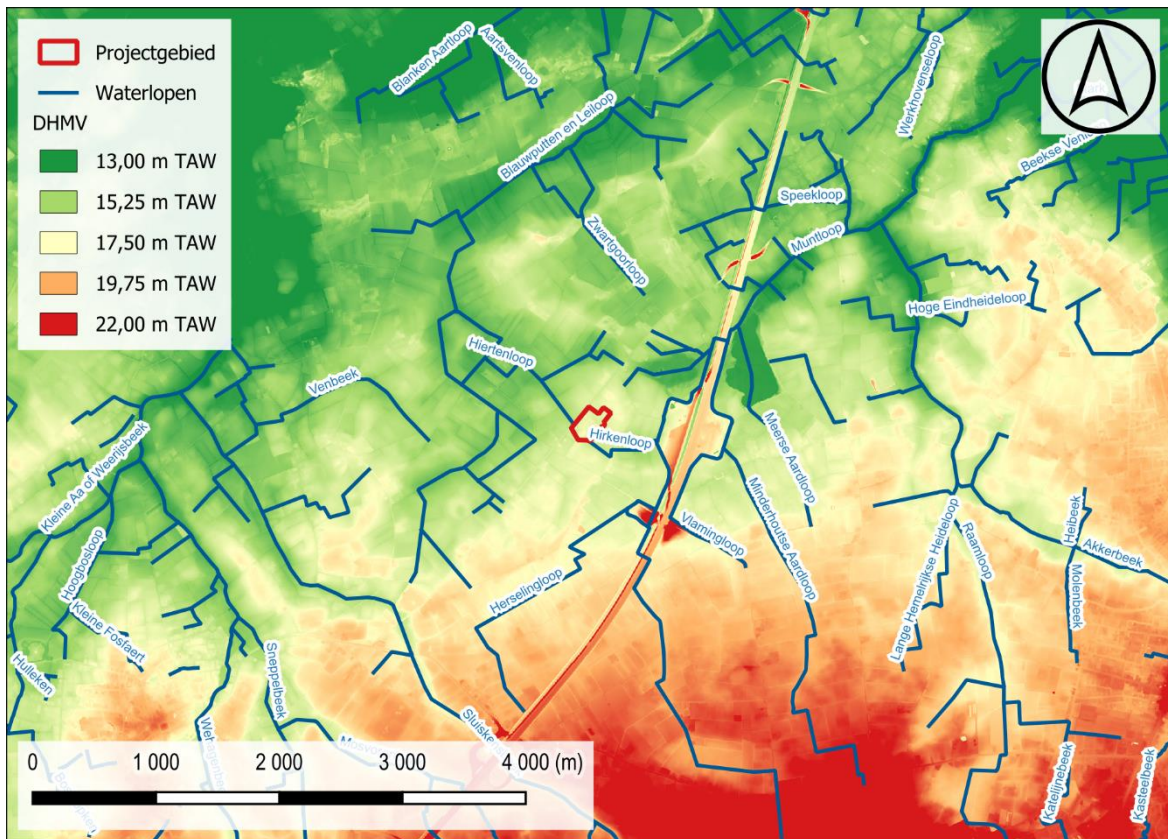 Projectgebied
Waterlopen
DHMV
13,00 m TAW
15,25 m TAW
17,50 m TAW
19,75 m TAW
22,00 m TAW
Blanken Aartloop
Aartsvenloop
Werkhovenseloop
Blauwputten en Leiloop
Speekloop
Zwartgoorloop
Muntloop
Hoge Eindheideloop
Hiertenloop
Venbeek
Hirkenloop
Meerse Aardloop
Kleine Aa of Weerijsbeek
Minderhoutse Aardloop
Vlamingloop
Hoogbosloop
Herselingloop
Lange Hemelrijkse Heideloop
Raamloop
Heibeek
Akkerbeek
Molenbeek
Kleine Fosfaert
Hulleken
Sneppelbeek
Katelijnebeek
Kasteelbeek
0 1 000 2 000 3 000 4 000 (m)